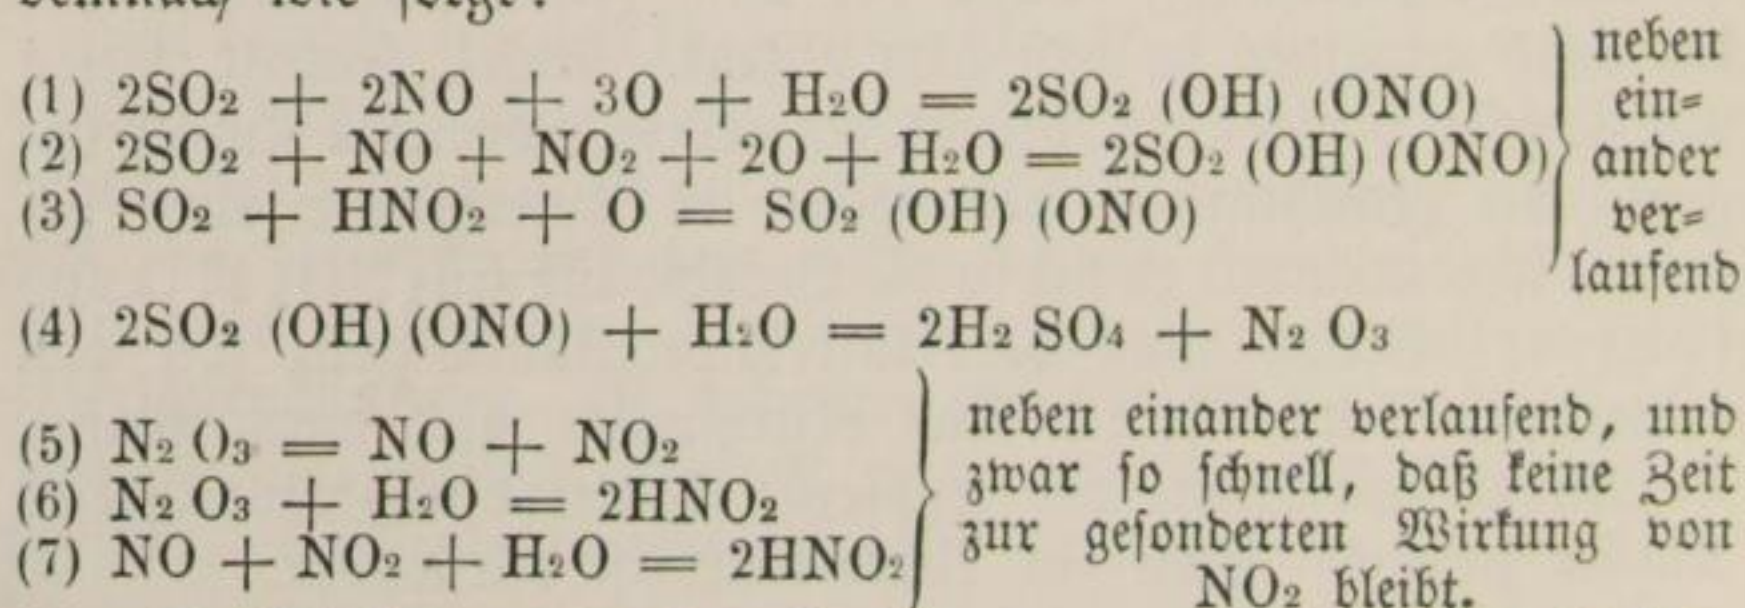 demnach wie folgt:
(1) 2SO₂ + 2NO + 3O + H₂O = 2SO₂ (OH) (ONO)
(2) 2SO₂ + NO + NO₂ + 2O + H₂O = 2SO₂ (OH) (ONO)
(3) SO₂ + HNO₂ + O = SO₂ (OH) (ONO)
neben
ein=
ander
ver=
laufend
(4) 2SO₂ (OH) (ONO) + H₂O = 2H₂ SO₄ + N₂ O₃
(5) N₂ O₃ = NO + NO₂
(6) N₂ O₃ + H₂O = 2HNO₂
(7) NO + NO₂ + H₂O = 2HNO₂
neben einander verlaufend, und
zwar so schnell, daß keine Zeit
zur gesonderten Wirkung von
NO₂ bleibt.